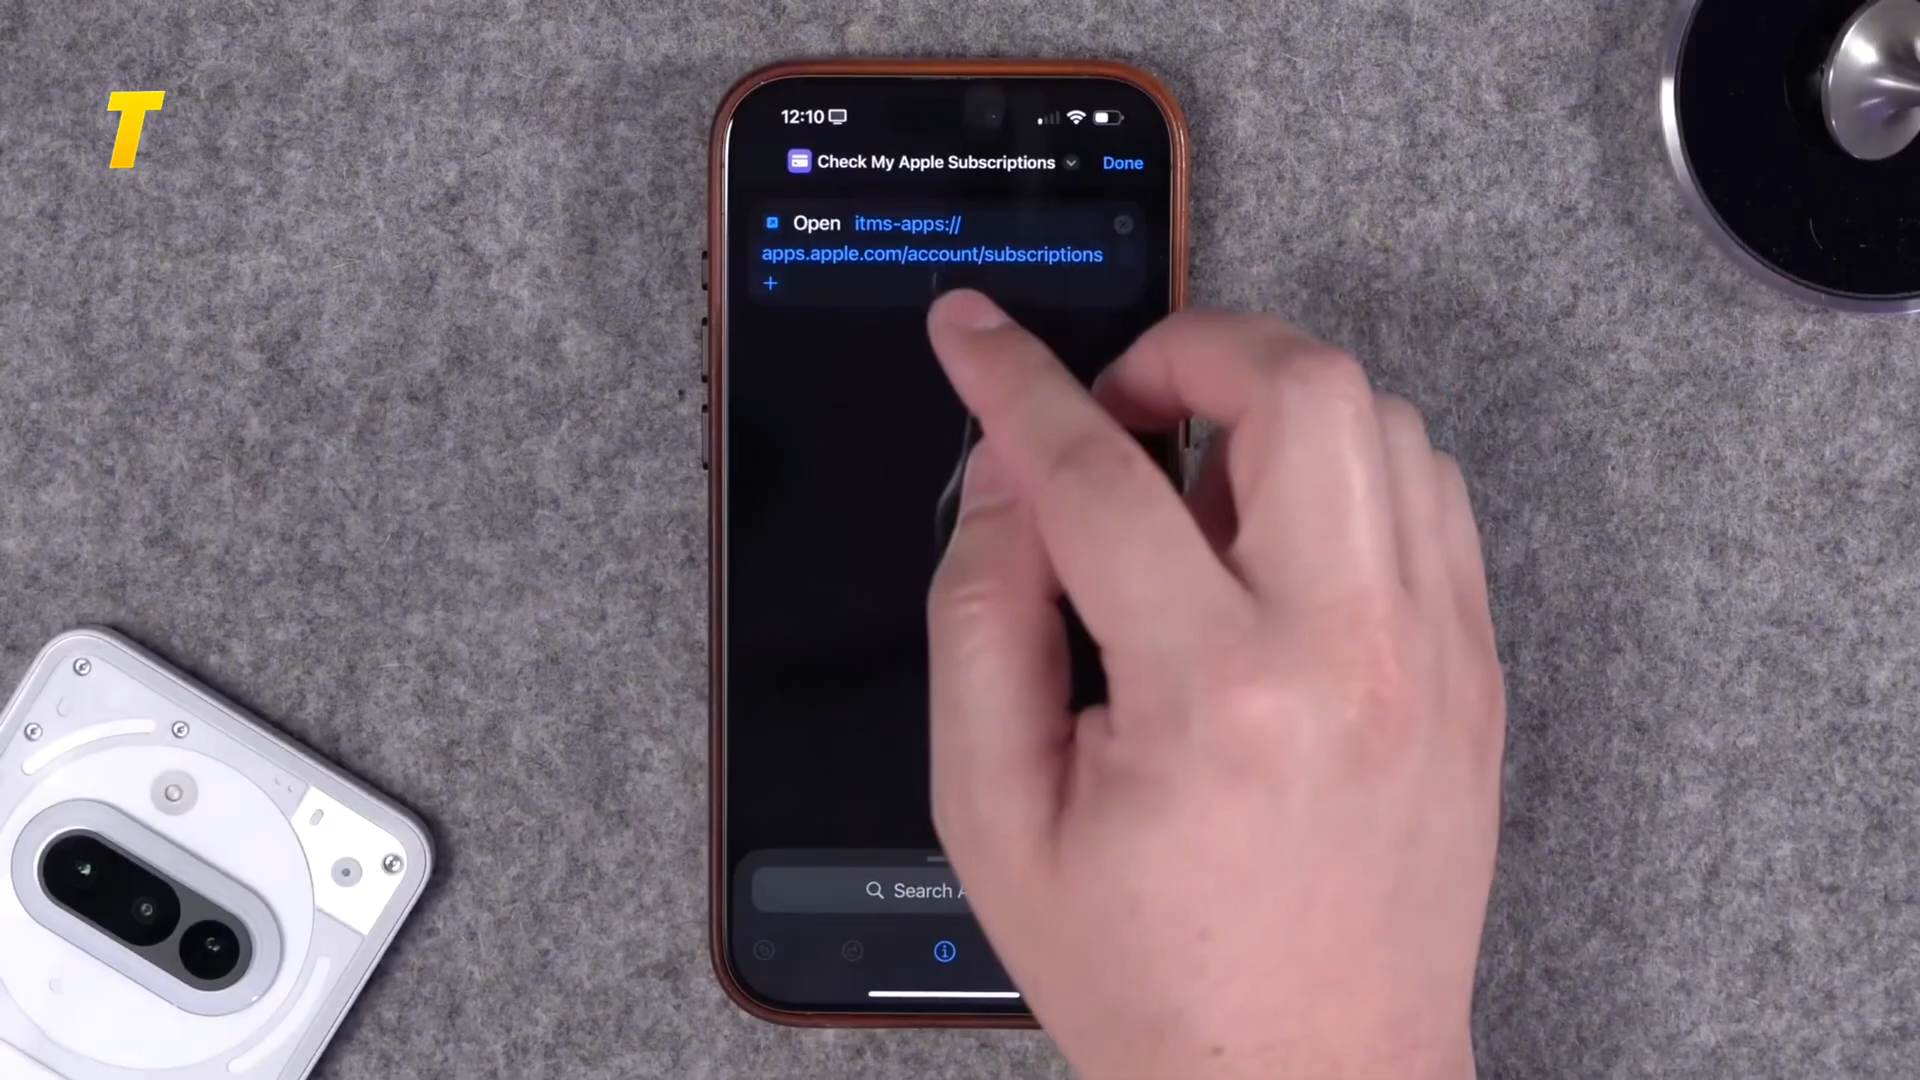 T
12:10
Check My Apple Subscriptions
Done
Open itms-apps://
apps.apple.com/account/subscriptions
+
Search